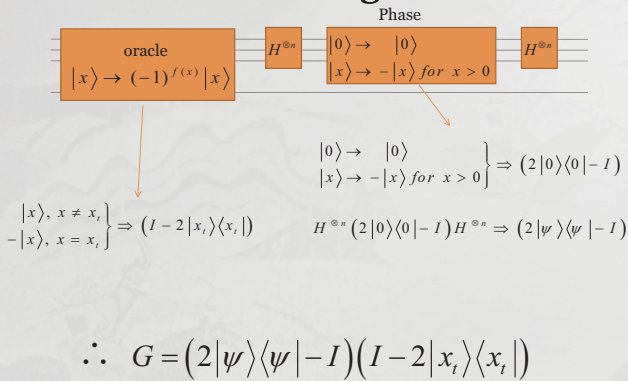 Phase
oracle
|x⟩ → (-1)^{f(x)} |x⟩
H^{⊗n}
|0⟩ → |0⟩
|x⟩ → -|x⟩ for x > 0
H^{⊗n}
|0⟩ → |0⟩
|x⟩ → -|x⟩ for x > 0 } ⇒ (2|0⟩⟨0| - I)
|x⟩, x ≠ x_t
-|x⟩, x = x_t } ⇒ (I - 2|x_t⟩⟨x_t|)
H^{⊗n} (2|0⟩⟨0| - I) H^{⊗n} ⇒ (2|ψ⟩⟨ψ| - I)
∴ G = (2|ψ⟩⟨ψ| - I)(I - 2|x_t⟩⟨x_t|)